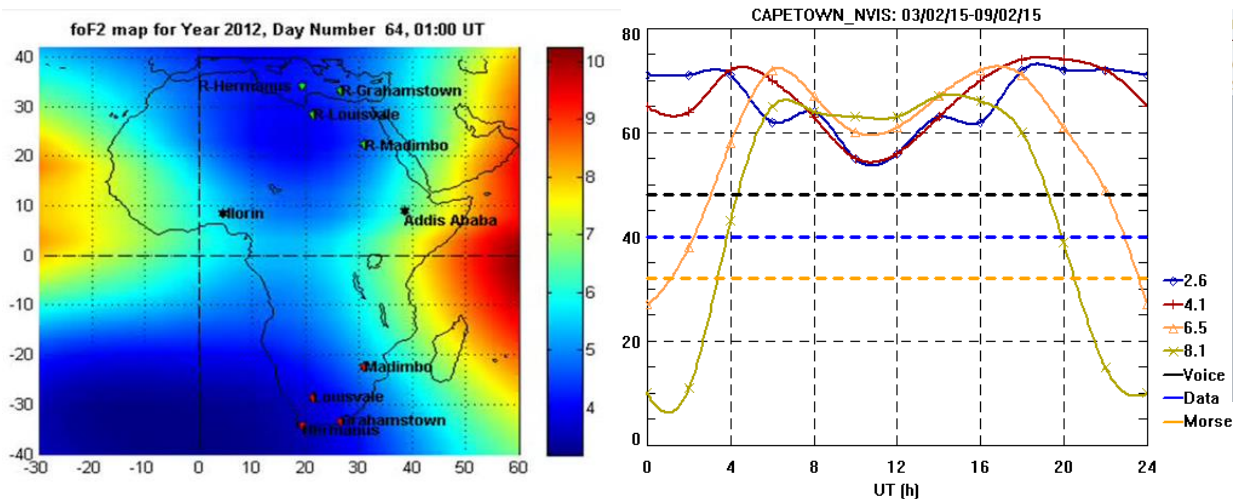 foF2 map for Year 2012, Day Number 64, 01:00 UT
40
30
20
10
0
-10
-20
-30
-40
-30
-20
-10
0
10
20
30
40
50
60
R-Hermanus
R-Grahamstown
R-Louisvale
R-Madimbo
Ilorin
Addis Ababa
Madimbo
Louisvale
Grahamstown
Hermanus
10
9
8
7
6
5
4
CAPETOWN_NVIS: 03/02/15-09/02/15
80
60
40
20
0
0
4
8
12
16
20
24
UT (h)
2.6
4.1
6.5
8.1
Voice
Data
Morse